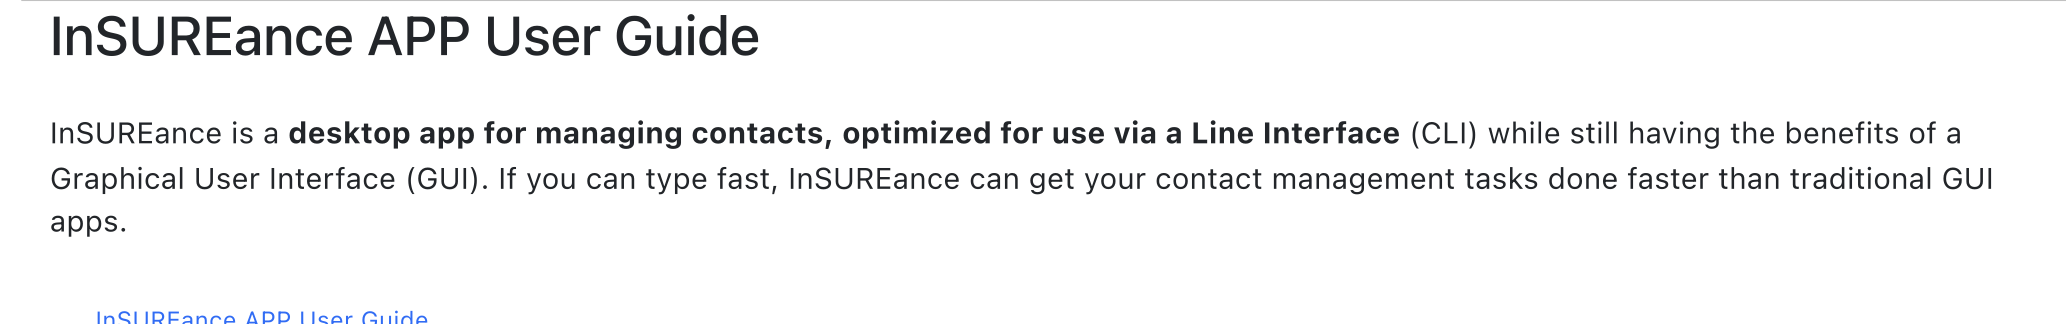 InSUREance APP User Guide
InSUREance is a desktop app for managing contacts, optimized for use via a Line Interface (CLI) while still having the benefits of a
Graphical User Interface (GUI). If you can type fast, InSUREance can get your contact management tasks done faster than traditional GUI
apps.
InSUREance APP User Guide